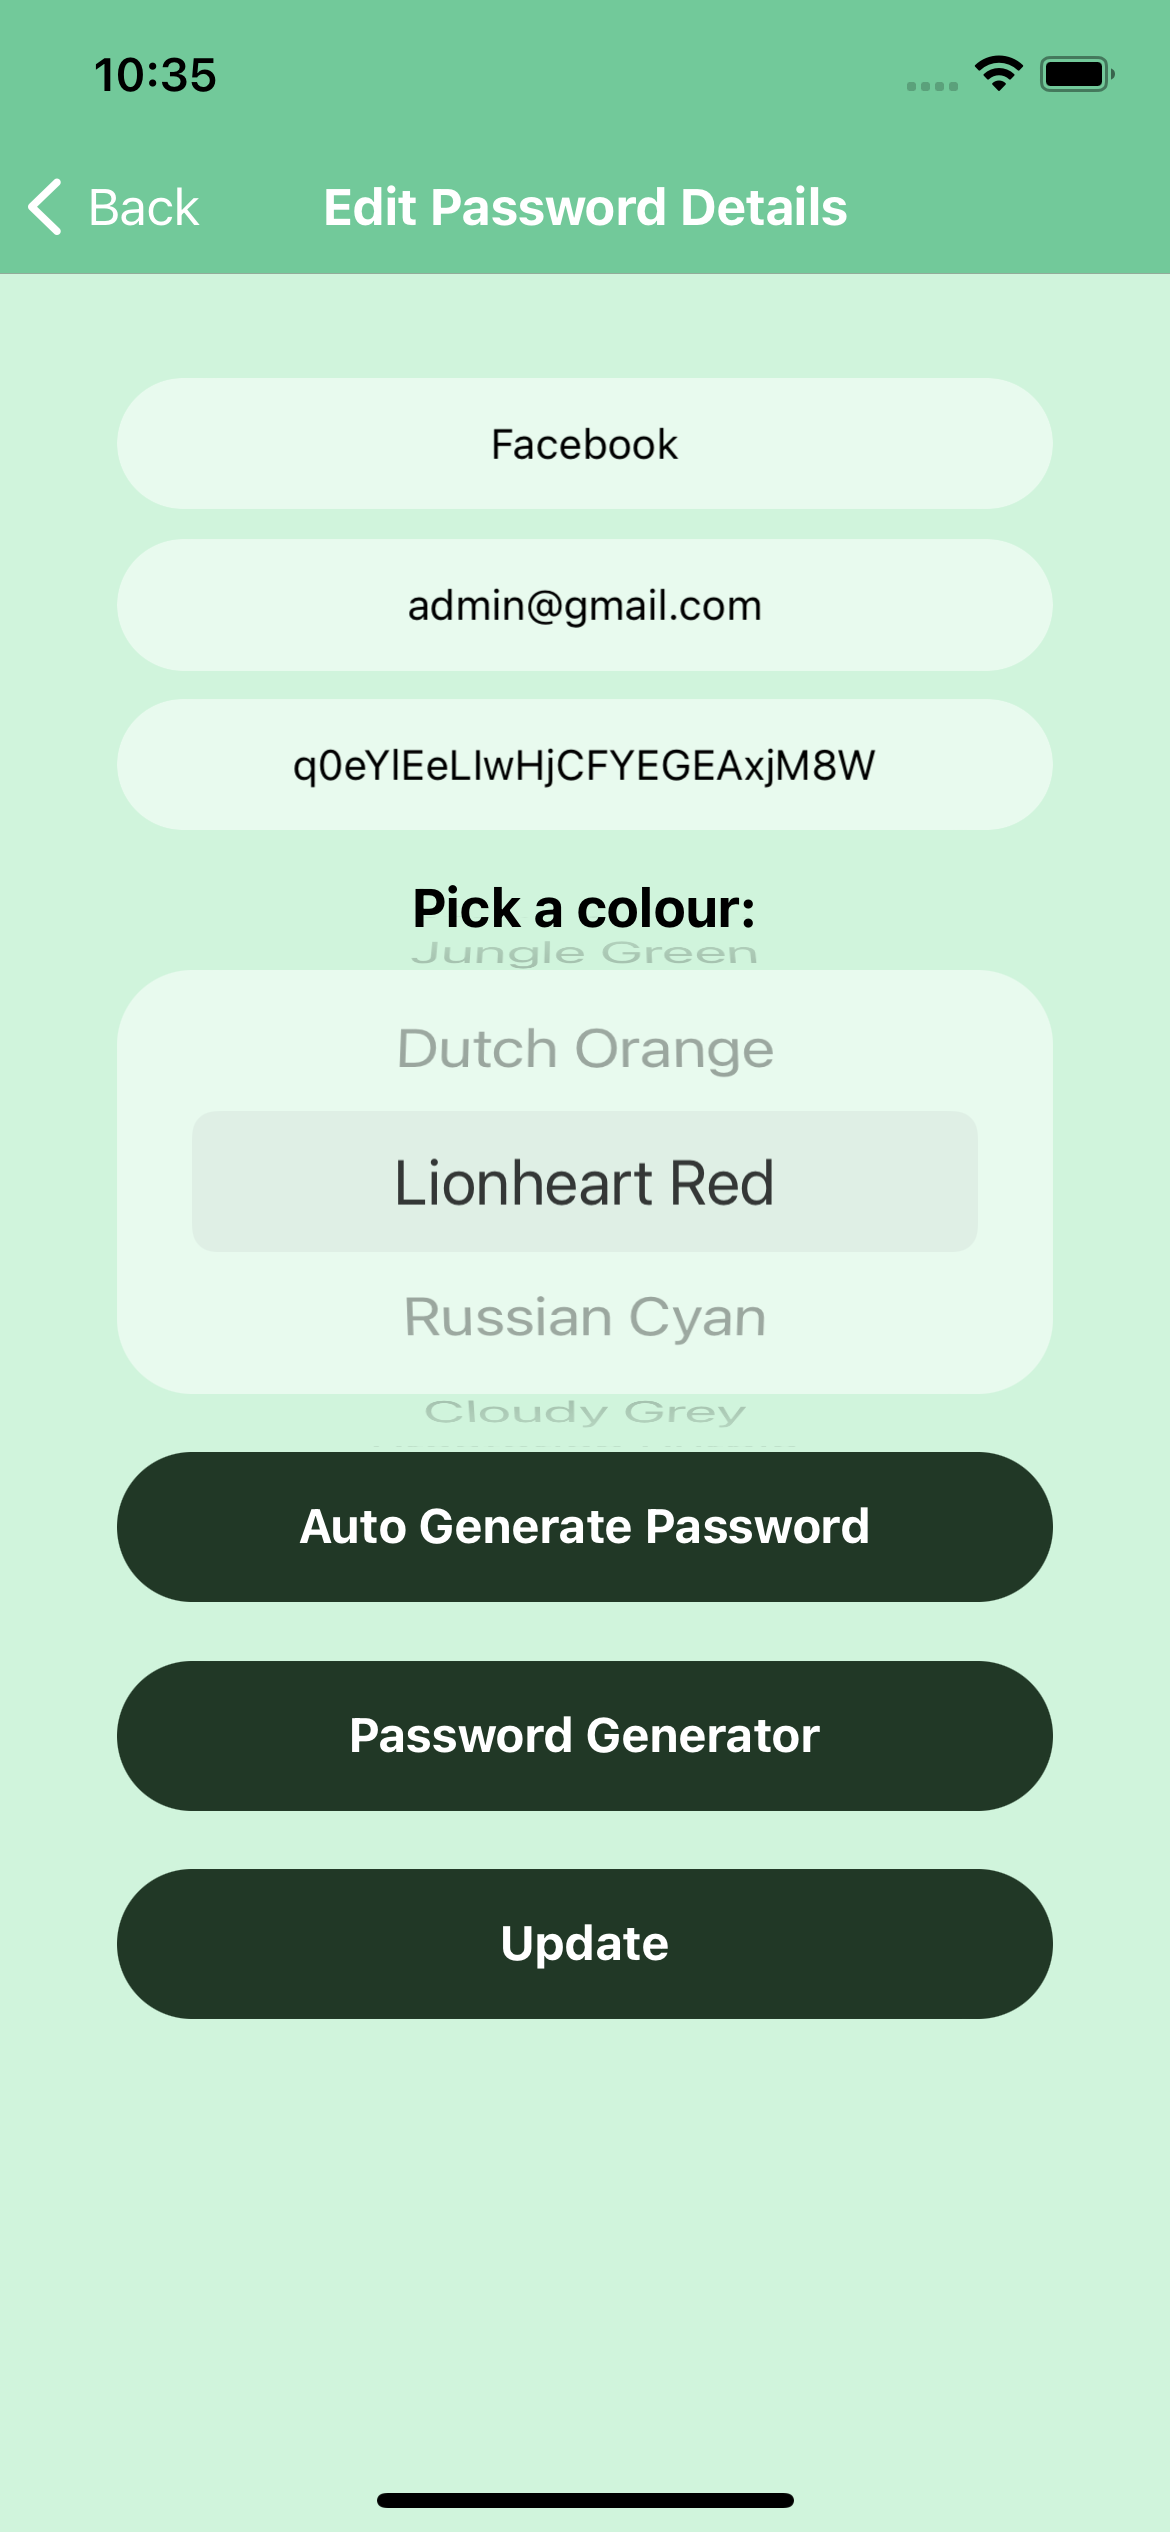 10:35
Back
Edit Password Details
Facebook
admin@gmail.com
q0eYlEeLIwHjCFYEGEAxjM8W
Pick a colour:
Jungle Green
Dutch Orange
Lionheart Red
Russian Cyan
Cloudy Grey
Auto Generate Password
Password Generator
Update